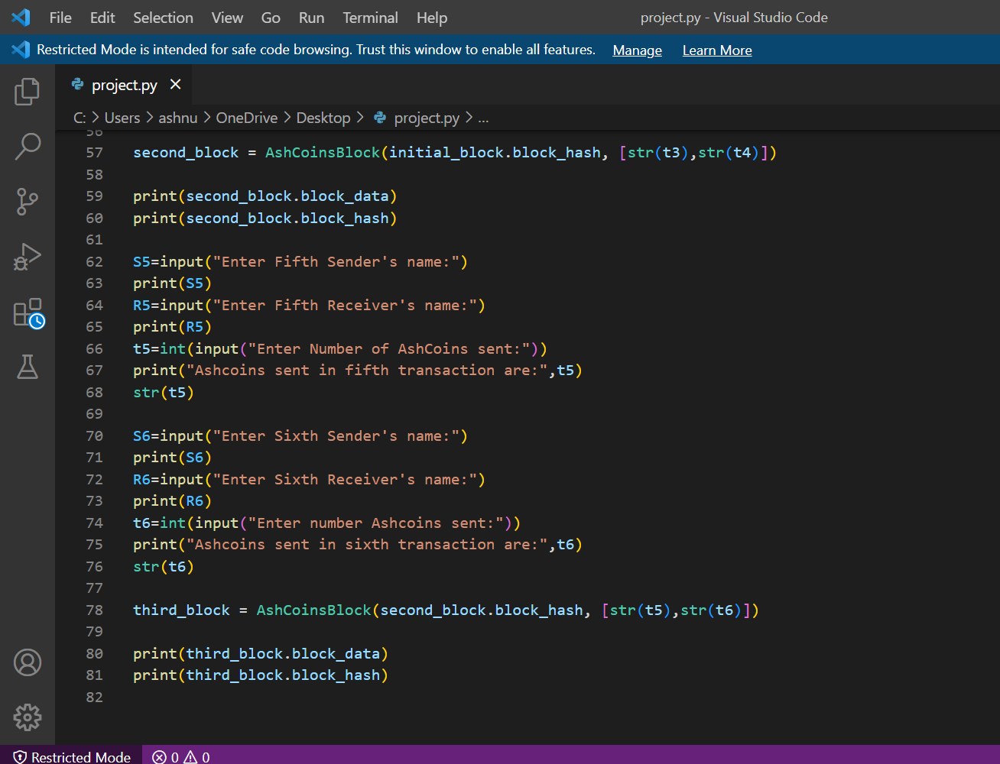 File Edit Selection View Go Run Terminal Help project.py - Visual Studio Code
Restricted Mode is intended for safe code browsing. Trust this window to enable all features. Manage Learn More
project.py
C: > Users > ashnu > OneDrive > Desktop > project.py > ...
56
57 second_block = AshCoinsBlock(initial_block.block_hash, [str(t3),str(t4)])
58
59 print(second_block.block_data)
60 print(second_block.block_hash)
61
62 S5=input("Enter Fifth Sender's name:")
63 print(S5)
64 R5=input("Enter Fifth Receiver's name:")
65 print(R5)
66 t5=int(input("Enter Number of AshCoins sent:"))
67 print("Ashcoins sent in fifth transaction are:",t5)
68 str(t5)
69
70 S6=input("Enter Sixth Sender's name:")
71 print(S6)
72 R6=input("Enter Sixth Receiver's name:")
73 print(R6)
74 t6=int(input("Enter number Ashcoins sent:"))
75 print("Ashcoins sent in sixth transaction are:",t6)
76 str(t6)
77
78 third_block = AshCoinsBlock(second_block.block_hash, [str(t5),str(t6)])
79
80 print(third_block.block_data)
81 print(third_block.block_hash)
82
Restricted Mode 0 0